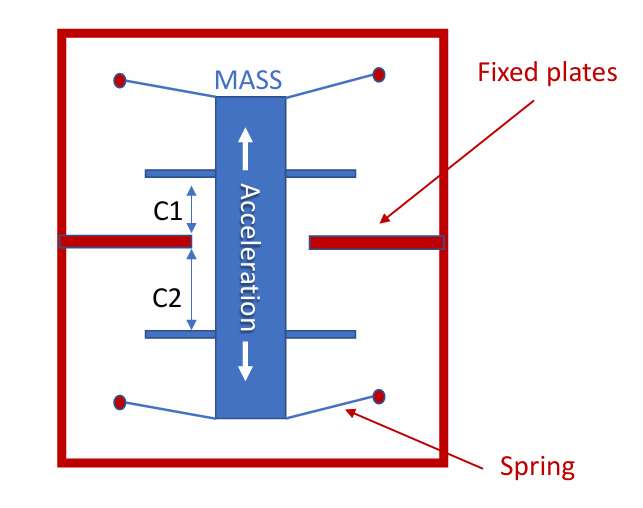 MASS
Fixed plates
C1
Acceleration
C2
Spring